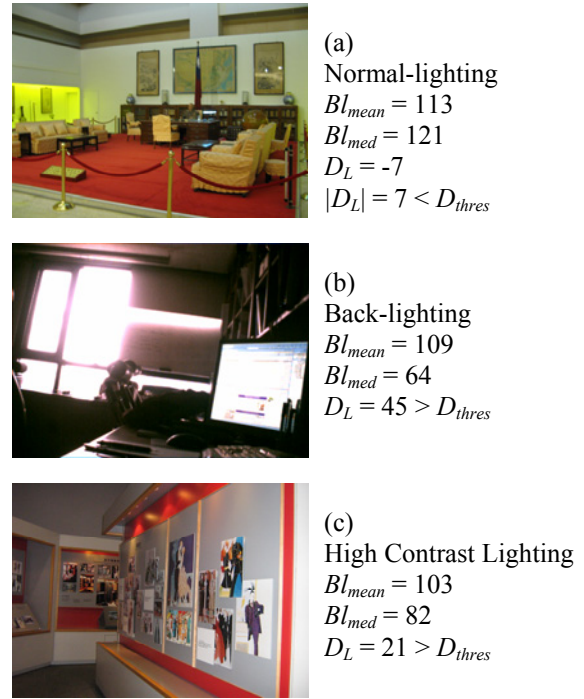 (a)
Normal-lighting
Bl_mean = 113
Bl_med = 121
D_L = -7
|D_L| = 7 < D_thres
(b)
Back-lighting
Bl_mean = 109
Bl_med = 64
D_L = 45 > D_thres
(c)
High Contrast Lighting
Bl_mean = 103
Bl_med = 82
D_L = 21 > D_thres